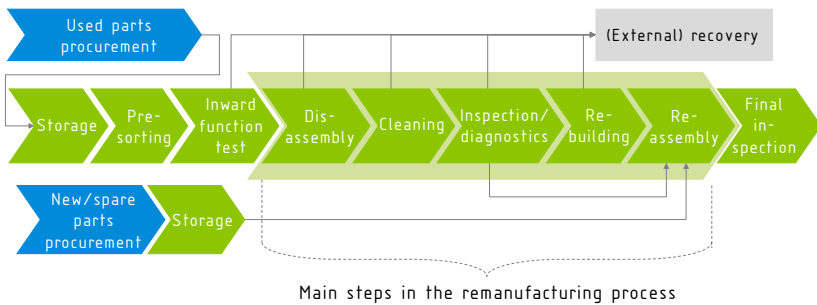 Used parts
procurement
(External) recovery
Storage
Pre-
sorting
Inward
function
test
Dis-
assembly
Cleaning
Inspection/
diagnostics
Re-
building
Re-
assembly
Final
in-
spection
New/spare
parts
procurement
Storage
Main steps in the remanufacturing process